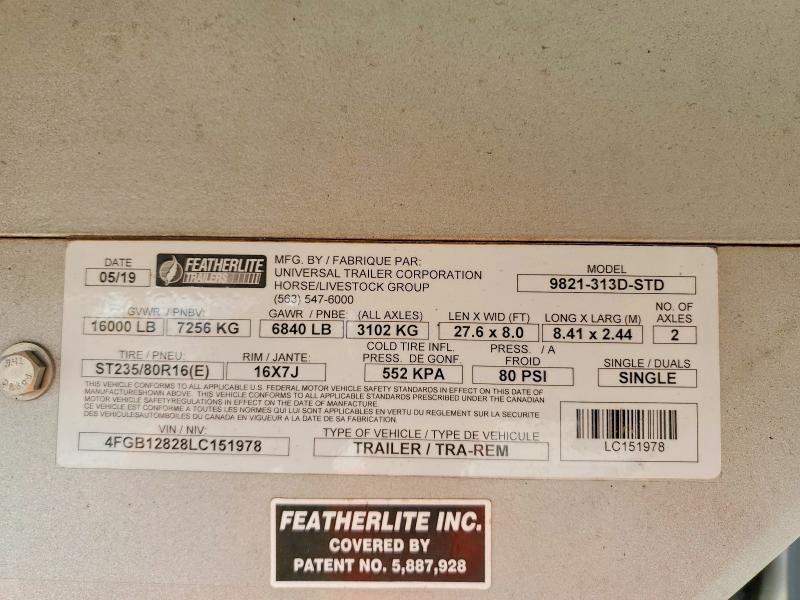 DATE
05/19
FEATHERLITE
TRAILERS
MFG. BY / FABRIQUE PAR:
UNIVERSAL TRAILER CORPORATION
HORSE/LIVESTOCK GROUP
(563) 547-6000
MODEL
9821-313D-STD
GVWR / PNBV:
16000 LB 7256 KG
GAWR / PNBE: (ALL AXLES)
6840 LB 3102 KG
LEN X WID (FT)
27.6 x 8.0
LONG X LARG (M)
8.41 x 2.44
NO. OF
AXLES
2
TIRE / PNEU:
ST235/80R16(E)
RIM / JANTE:
16X7J
COLD TIRE INFL. PRESS. / A
PRESS. DE GONF. FROID
552 KPA 80 PSI
SINGLE / DUALS
SINGLE
THIS VEHICLE CONFORMS TO ALL APPLICABLE U.S. FEDERAL MOTOR VEHICLE SAFETY STANDARDS IN EFFECT ON THIS DATE OF
MANUFACTURESHOWN ABOVE. THIS VEHICLE CONFORMS TO ALL APPLICABLE STANDARDS PRESCRIBED UNDER THE CANADIAN
MOTOR VEHICLE SAFETYREGULATIONS IN EFFECT ON THE DATE OF MANUFACTURE.
CE VEHICLE EST CONFORME A TOUTES LES NORMES QUI LUI SONT APPLICABLES EN VERTU DU REGLEMENT SUR LA SECURITE
DES VEHICULESAUTOMOBILES DU CANADA EN VIGUEUR A LA DATE DE SA FABRICATION.
VIN / NIV:
4FGB12828LC151978
TYPE OF VEHICLE / TYPE DE VEHICULE
TRAILER / TRA-REM
LC151978
FEATHERLITE INC.
COVERED BY
PATENT NO. 5,887,928